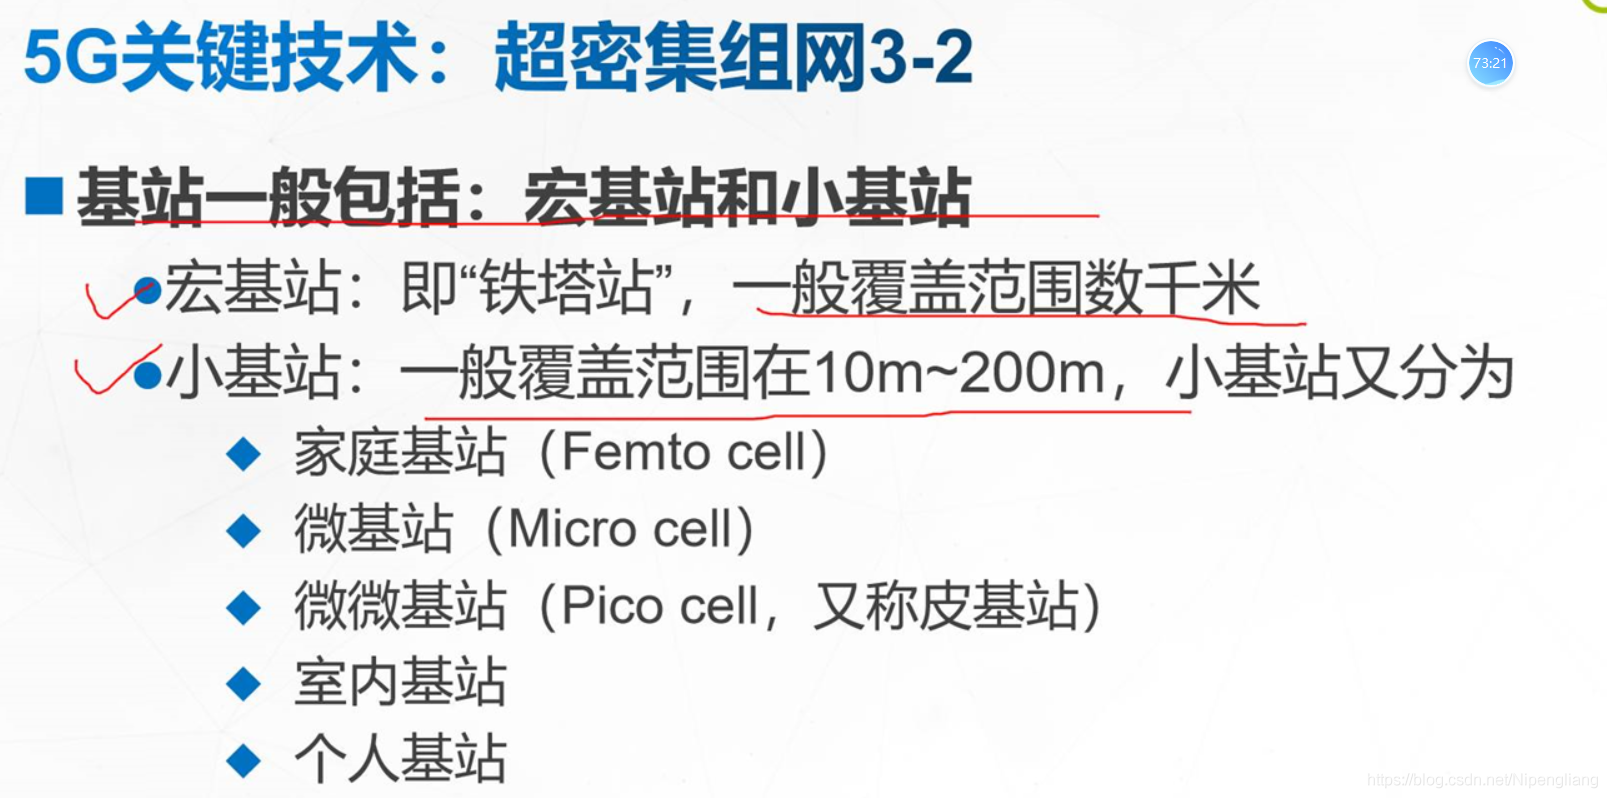 5G关键技术：超密集组网3-2
73:21
基站一般包括：宏基站和小基站
宏基站：即“铁塔站”，一般覆盖范围数千米
小基站：一般覆盖范围在10m~200m，小基站又分为
家庭基站（Femto cell）
微基站（Micro cell）
微微基站（Pico cell，又称皮基站）
室内基站
个人基站
https://blog.csdn.net/Nipengliang